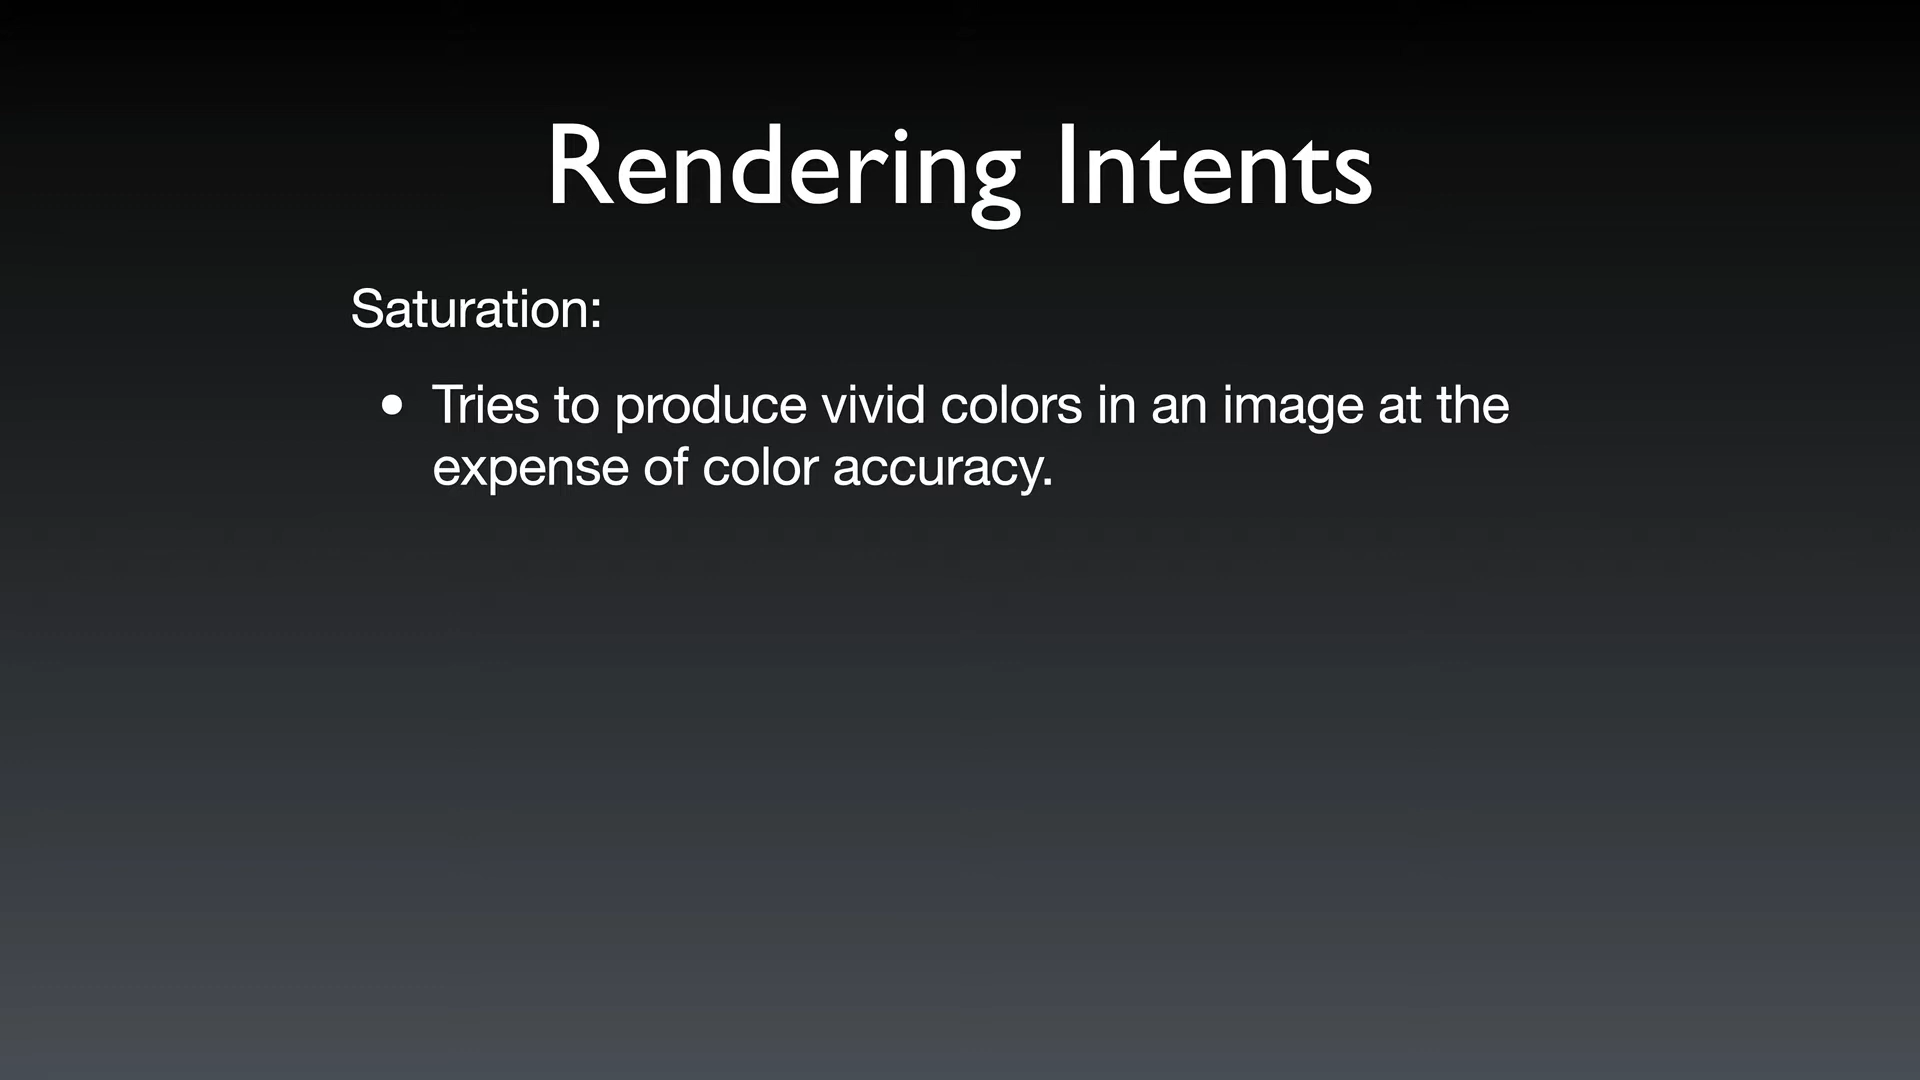 Rendering Intents
Saturation:
• Tries to produce vivid colors in an image at the
expense of color accuracy.